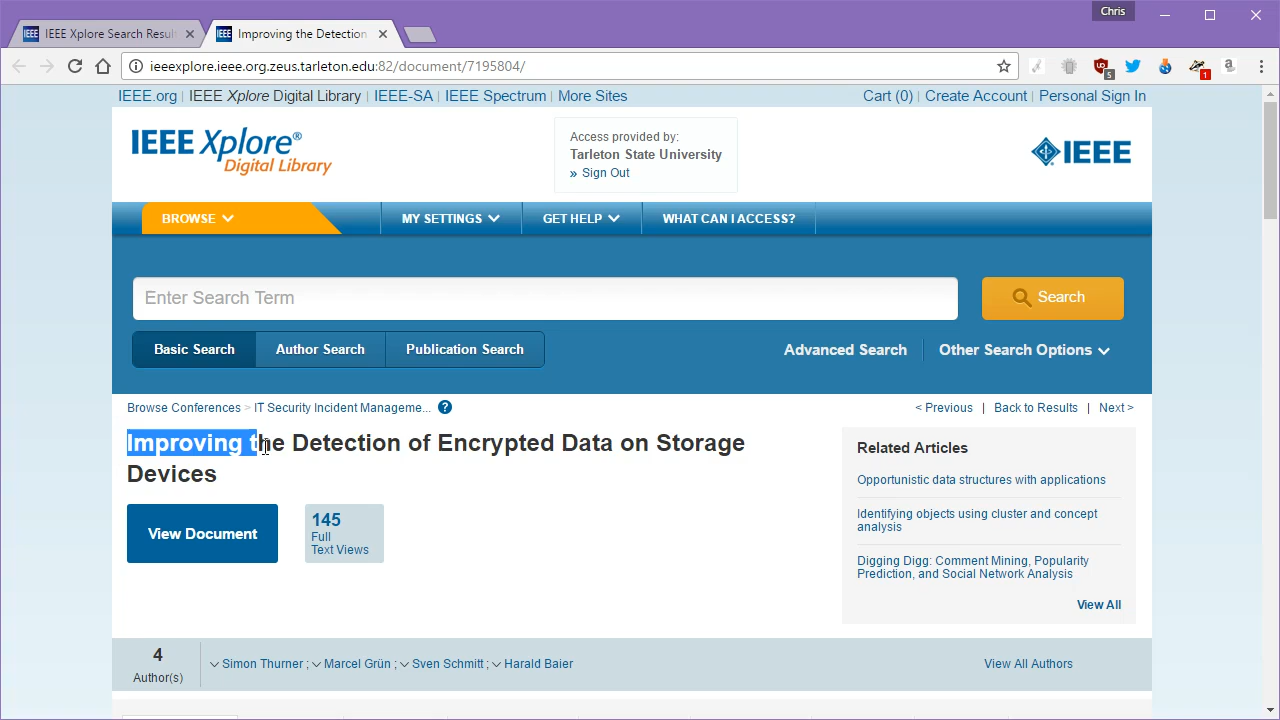 Chris
IEEE Xplore Search Resul
Improving the Detection
ieeexplore.ieee.org.zeus.tarleton.edu:82/document/7195804/
5
1
a
IEEE.org | IEEE Xplore Digital Library | IEEE-SA | IEEE Spectrum | More Sites
Cart (0) | Create Account | Personal Sign In
IEEE Xplore®
Digital Library
Access provided by:
Tarleton State University
» Sign Out
IEEE
BROWSE
MY SETTINGS
GET HELP
WHAT CAN I ACCESS?
Enter Search Term
Search
Basic Search
Author Search
Publication Search
Advanced Search
Other Search Options
Browse Conferences > IT Security Incident Manageme... ?
< Previous | Back to Results | Next >
Improving the Detection of Encrypted Data on Storage
Devices
View Document
145
Full
Text Views
Related Articles
Opportunistic data structures with applications
Identifying objects using cluster and concept
analysis
Digging Digg: Comment Mining, Popularity
Prediction, and Social Network Analysis
View All
4
Author(s)
Simon Thurner ; Marcel Grün ; Sven Schmitt ; Harald Baier
View All Authors